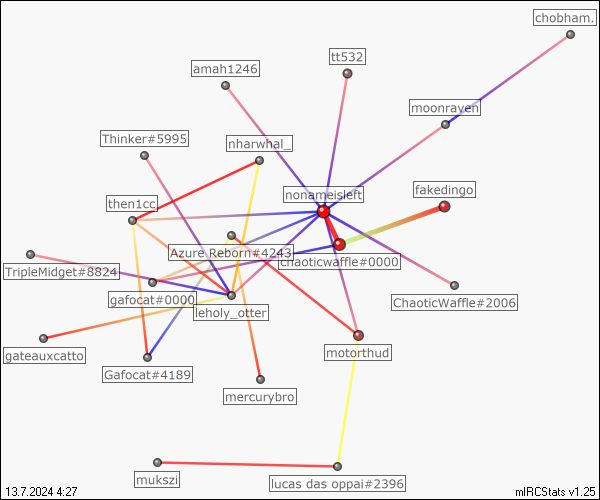 chobham.
tt532
amah1246
moonraven
Thinker#5995
nharwhal_
fakedingo
nonameisleft
then1cc
Azure Reborn#4243
chaoticwaffle#0000
TripleMidget#8824
gafocat#0000
ChaoticWaffle#2006
leholy_otter
gateauxcatto
motorthud
Gafocat#4189
mercurybro
mukszi
lucas das oppai#2396
13.7.2024 4:27
mIRCStats v1.25